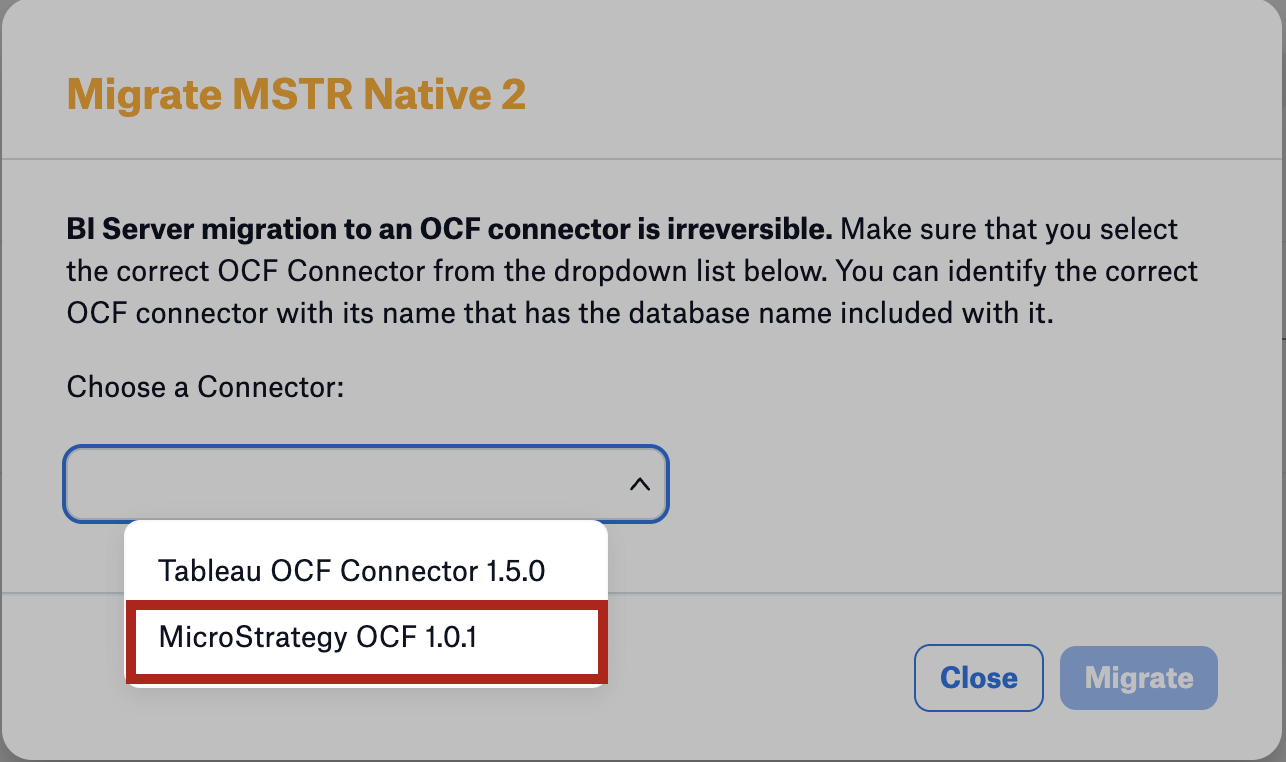 Migrate MSTR Native 2
BI Server migration to an OCF connector is irreversible. Make sure that you select
the correct OCF Connector from the dropdown list below. You can identify the correct
OCF connector with its name that has the database name included with it.
Choose a Connector:
Tableau OCF Connector 1.5.0
MicroStrategy OCF 1.0.1
Close
Migrate